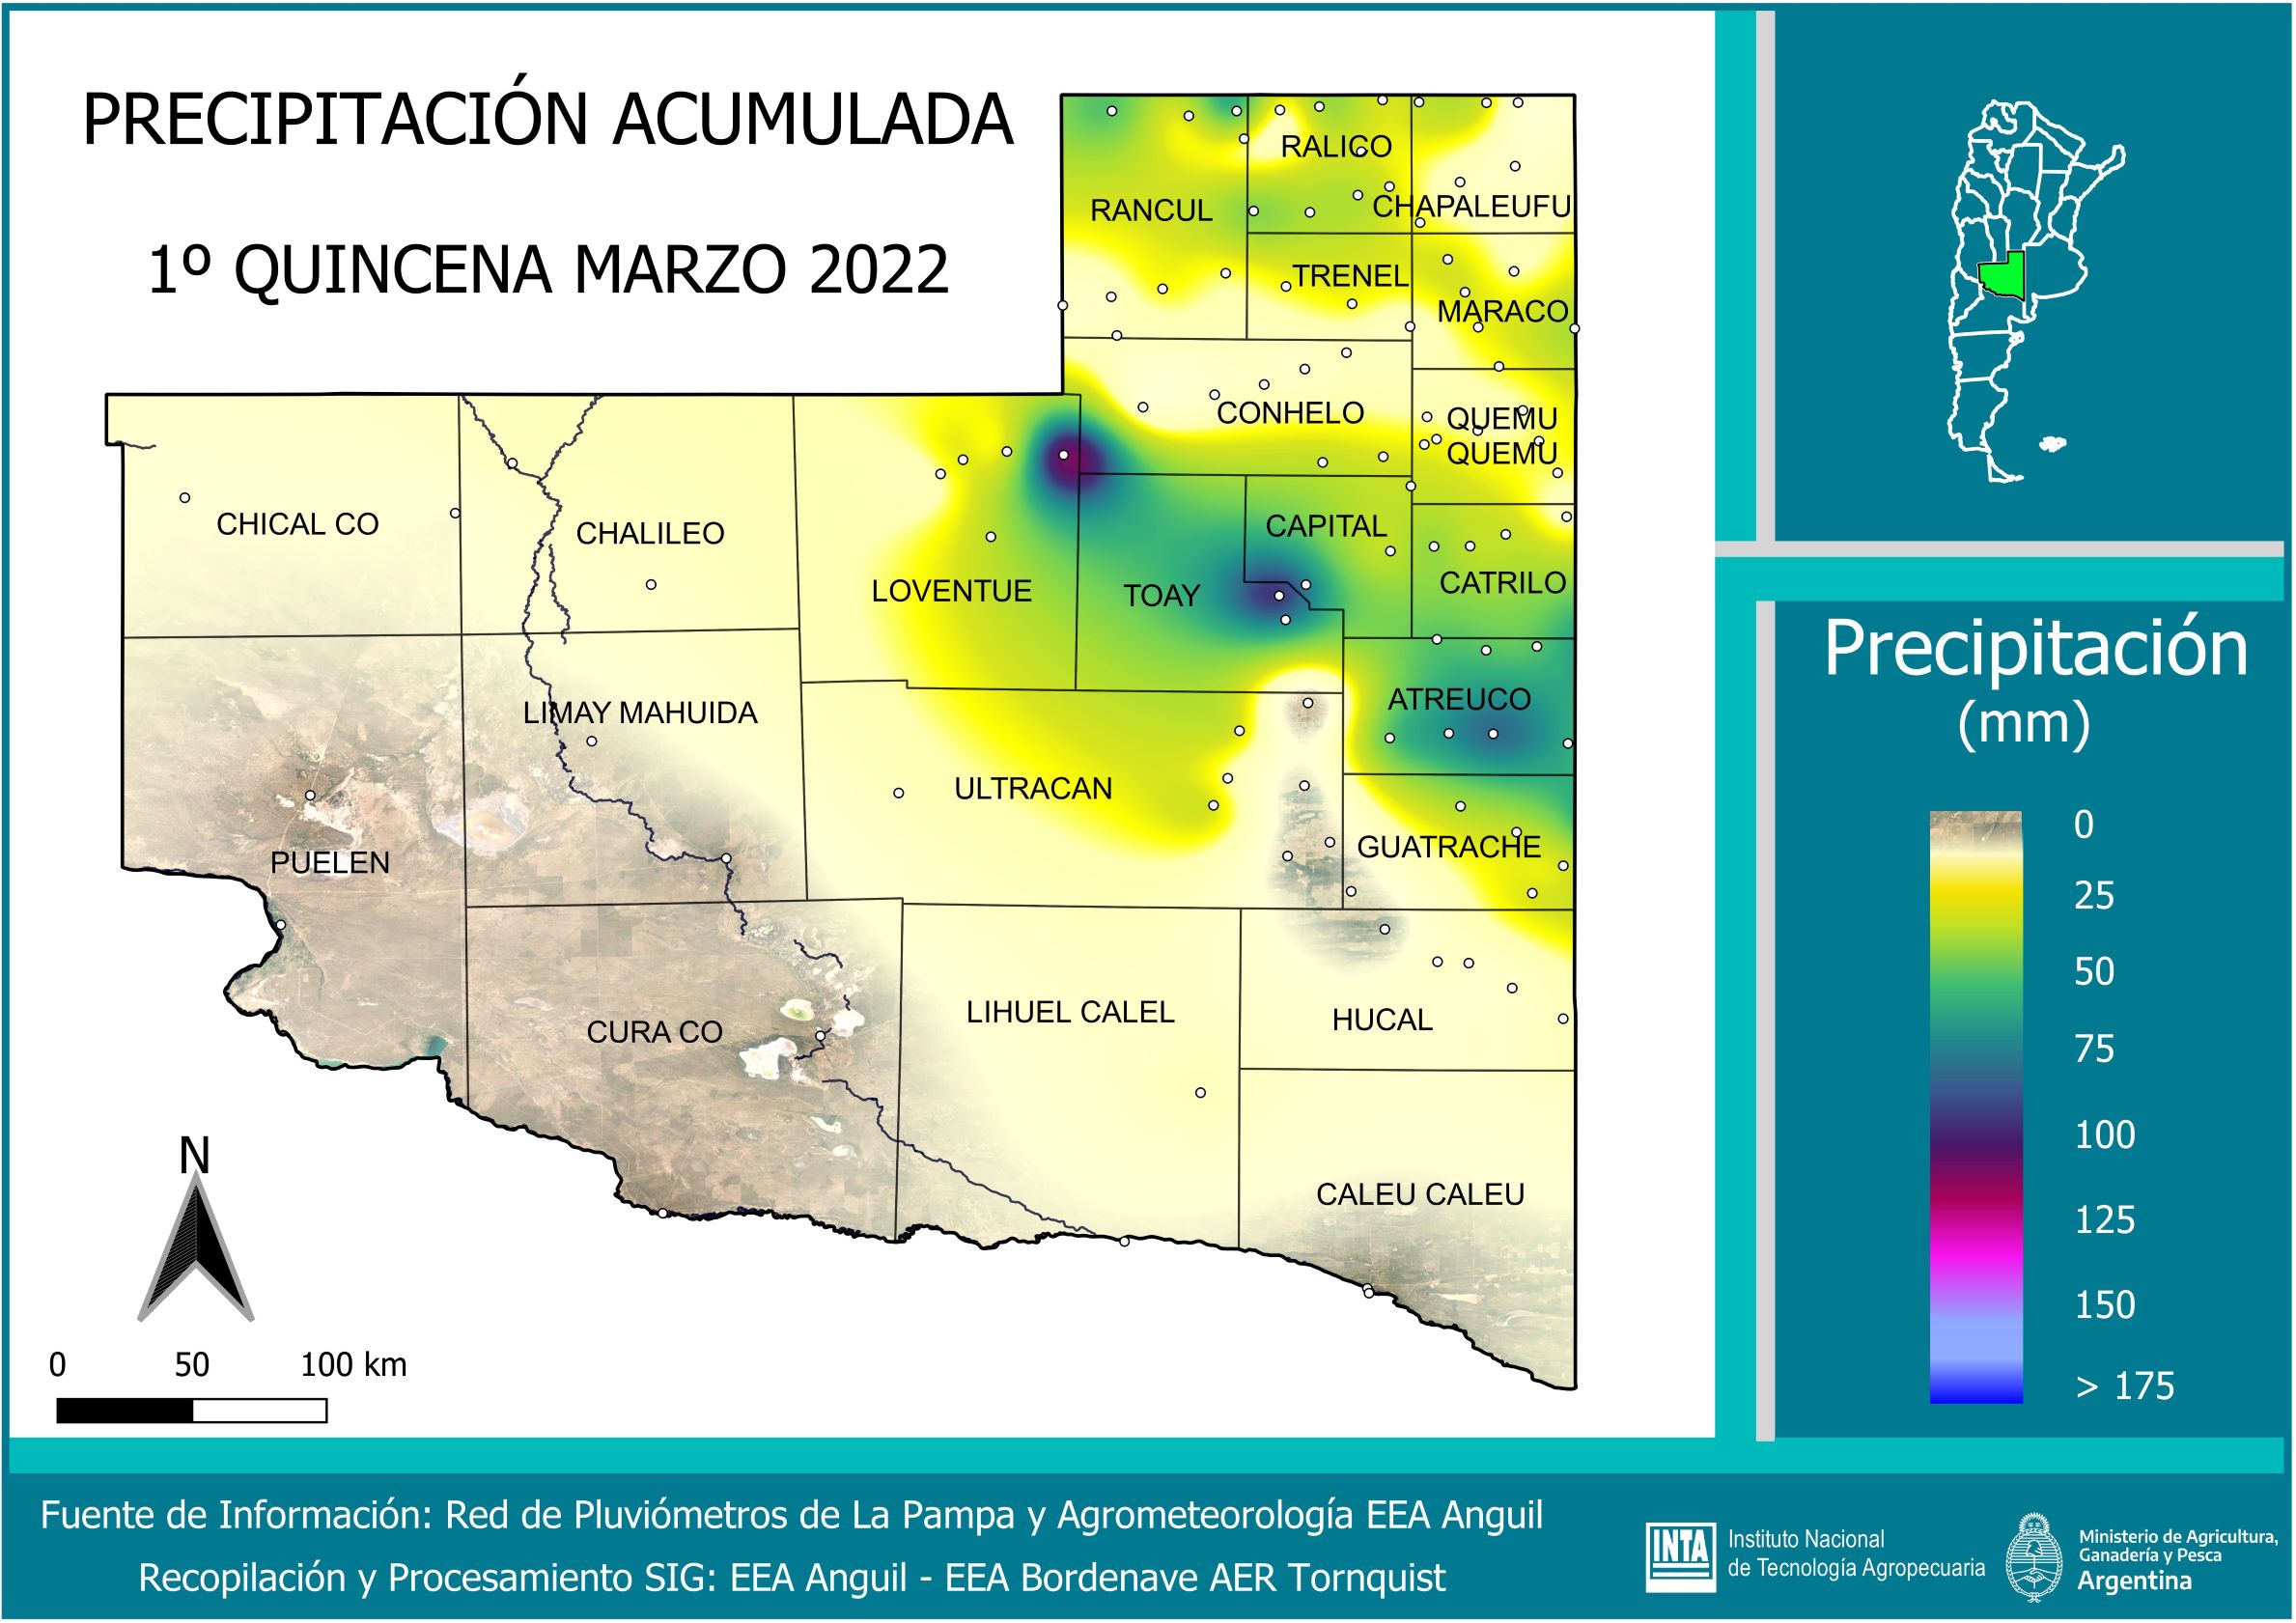 PRECIPITACIÓN ACUMULADA
1º QUINCENA MARZO 2022
RALICO
RANCUL
CHAPALEUFU
TRENEL
MARACO
CONHELO
QUEMU
QUEMU
CHICAL CO
CHALILEO
CAPITAL
LOVENTUE
TOAY
CATRILO
LIMAY MAHUIDA
ATREUCO
ULTRACAN
PUELEN
GUATRACHE
CURA CO
LIHUEL CALEL
HUCAL
CALEU CALEU
N
0 50 100 km
Precipitación
(mm)
0
25
50
75
100
125
150
> 175
Fuente de Información: Red de Pluviómetros de La Pampa y Agrometeorología EEA Anguil
Recopilación y Procesamiento SIG: EEA Anguil - EEA Bordenave AER Tornquist
INTA
Instituto Nacional
de Tecnología Agropecuaria
Ministerio de Agricultura,
Ganadería y Pesca
Argentina